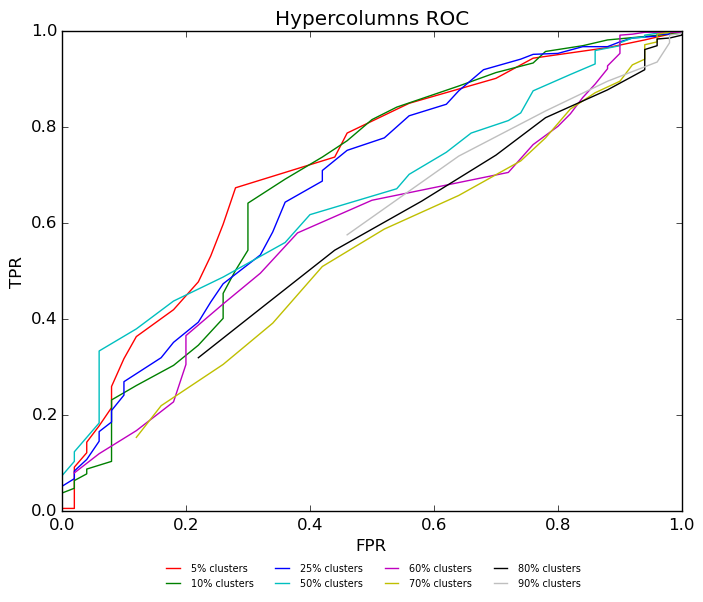 Hypercolumns ROC
1.0
0.8
0.6
0.4
0.2
0.0
TPR
0.0 0.2 0.4 0.6 0.8 1.0
FPR
5% clusters 25% clusters 60% clusters 80% clusters
10% clusters 50% clusters 70% clusters 90% clusters